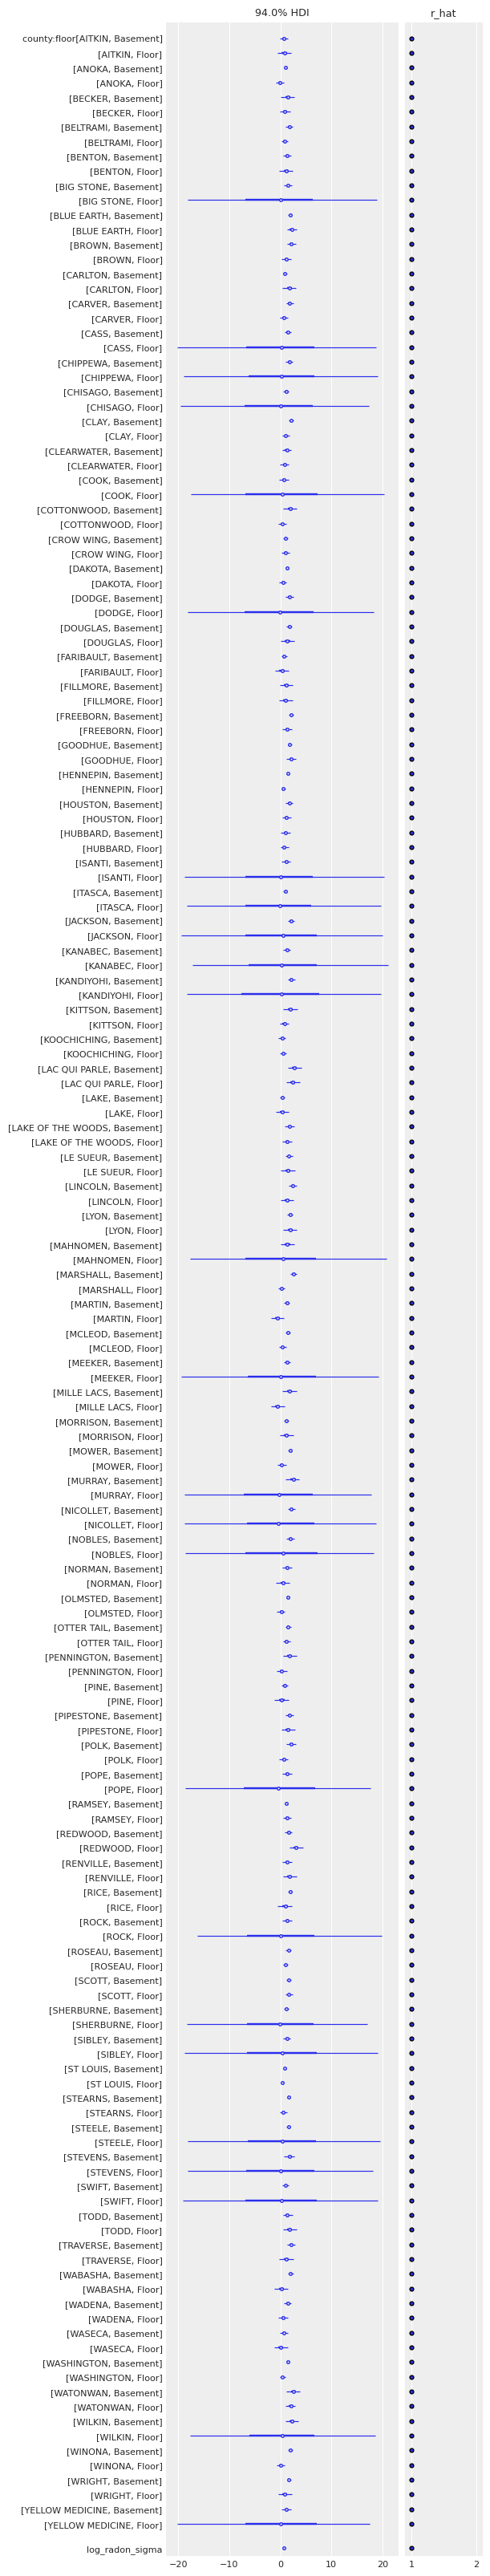 94.0% HDI
r_hat
county:floor[AITKIN, Basement]
[AITKIN, Floor]
[ANOKA, Basement]
[ANOKA, Floor]
[BECKER, Basement]
[BECKER, Floor]
[BELTRAMI, Basement]
[BELTRAMI, Floor]
[BENTON, Basement]
[BENTON, Floor]
[BIG STONE, Basement]
[BIG STONE, Floor]
[BLUE EARTH, Basement]
[BLUE EARTH, Floor]
[BROWN, Basement]
[BROWN, Floor]
[CARLTON, Basement]
[CARLTON, Floor]
[CARVER, Basement]
[CARVER, Floor]
[CASS, Basement]
[CASS, Floor]
[CHIPPEWA, Basement]
[CHIPPEWA, Floor]
[CHISAGO, Basement]
[CHISAGO, Floor]
[CLAY, Basement]
[CLAY, Floor]
[CLEARWATER, Basement]
[CLEARWATER, Floor]
[COOK, Basement]
[COOK, Floor]
[COTTONWOOD, Basement]
[COTTONWOOD, Floor]
[CROW WING, Basement]
[CROW WING, Floor]
[DAKOTA, Basement]
[DAKOTA, Floor]
[DODGE, Basement]
[DODGE, Floor]
[DOUGLAS, Basement]
[DOUGLAS, Floor]
[FARIBAULT, Basement]
[FARIBAULT, Floor]
[FILLMORE, Basement]
[FILLMORE, Floor]
[FREEBORN, Basement]
[FREEBORN, Floor]
[GOODHUE, Basement]
[GOODHUE, Floor]
[HENNEPIN, Basement]
[HENNEPIN, Floor]
[HOUSTON, Basement]
[HOUSTON, Floor]
[HUBBARD, Basement]
[HUBBARD, Floor]
[ISANTI, Basement]
[ISANTI, Floor]
[ITASCA, Basement]
[ITASCA, Floor]
[JACKSON, Basement]
[JACKSON, Floor]
[KANABEC, Basement]
[KANABEC, Floor]
[KANDIYOHI, Basement]
[KANDIYOHI, Floor]
[KITTSON, Basement]
[KITTSON, Floor]
[KOOCHICHING, Basement]
[KOOCHICHING, Floor]
[LAC QUI PARLE, Basement]
[LAC QUI PARLE, Floor]
[LAKE, Basement]
[LAKE, Floor]
[LAKE OF THE WOODS, Basement]
[LAKE OF THE WOODS, Floor]
[LE SUEUR, Basement]
[LE SUEUR, Floor]
[LINCOLN, Basement]
[LINCOLN, Floor]
[LYON, Basement]
[LYON, Floor]
[MAHNOMEN, Basement]
[MAHNOMEN, Floor]
[MARSHALL, Basement]
[MARSHALL, Floor]
[MARTIN, Basement]
[MARTIN, Floor]
[MCLEOD, Basement]
[MCLEOD, Floor]
[MEEKER, Basement]
[MEEKER, Floor]
[MILLE LACS, Basement]
[MILLE LACS, Floor]
[MORRISON, Basement]
[MORRISON, Floor]
[MOWER, Basement]
[MOWER, Floor]
[MURRAY, Basement]
[MURRAY, Floor]
[NICOLLET, Basement]
[NICOLLET, Floor]
[NOBLES, Basement]
[NOBLES, Floor]
[NORMAN, Basement]
[NORMAN, Floor]
[OLMSTED, Basement]
[OLMSTED, Floor]
[OTTER TAIL, Basement]
[OTTER TAIL, Floor]
[PENNINGTON, Basement]
[PENNINGTON, Floor]
[PINE, Basement]
[PINE, Floor]
[PIPESTONE, Basement]
[PIPESTONE, Floor]
[POLK, Basement]
[POLK, Floor]
[POPE, Basement]
[POPE, Floor]
[RAMSEY, Basement]
[RAMSEY, Floor]
[REDWOOD, Basement]
[REDWOOD, Floor]
[RENVILLE, Basement]
[RENVILLE, Floor]
[RICE, Basement]
[RICE, Floor]
[ROCK, Basement]
[ROCK, Floor]
[ROSEAU, Basement]
[ROSEAU, Floor]
[SCOTT, Basement]
[SCOTT, Floor]
[SHERBURNE, Basement]
[SHERBURNE, Floor]
[SIBLEY, Basement]
[SIBLEY, Floor]
[ST LOUIS, Basement]
[ST LOUIS, Floor]
[STEARNS, Basement]
[STEARNS, Floor]
[STEELE, Basement]
[STEELE, Floor]
[STEVENS, Basement]
[STEVENS, Floor]
[SWIFT, Basement]
[SWIFT, Floor]
[TODD, Basement]
[TODD, Floor]
[TRAVERSE, Basement]
[TRAVERSE, Floor]
[WABASHA, Basement]
[WABASHA, Floor]
[WADENA, Basement]
[WADENA, Floor]
[WASECA, Basement]
[WASECA, Floor]
[WASHINGTON, Basement]
[WASHINGTON, Floor]
[WATONWAN, Basement]
[WATONWAN, Floor]
[WILKIN, Basement]
[WILKIN, Floor]
[WINONA, Basement]
[WINONA, Floor]
[WRIGHT, Basement]
[WRIGHT, Floor]
[YELLOW MEDICINE, Basement]
[YELLOW MEDICINE, Floor]
log_radon_sigma
−20 −10 0 10 20
1 2